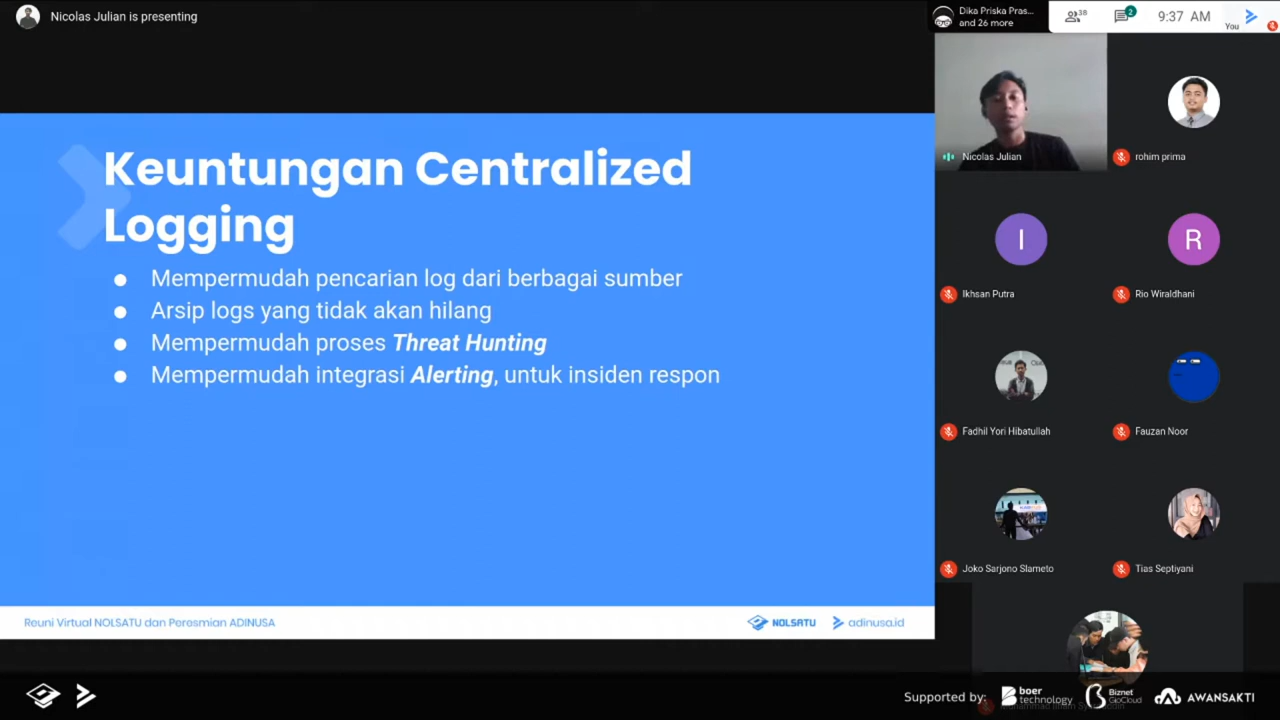 Nicolas Julian is presenting
Dika Priska Pras...
and 26 more
38
2
9:37 AM
You
Keuntungan Centralized
Logging
● Mempermudah pencarian log dari berbagai sumber
● Arsip logs yang tidak akan hilang
● Mempermudah proses Threat Hunting
● Mempermudah integrasi Alerting, untuk insiden respon
Nicolas Julian
rohim prima
I
R
Ikhsan Putra
Rio Wiraldhani
Fadhil Yori Hibatullah
Fauzan Noor
Joko Sarjono Slameto
Tias Septiyani
Reuni Virtual NOLSATU dan Peresmian ADINUSA
NOLSATU
adinusa.id
Supported by:
boer
technology
Biznet
GioCloud
AWANSAKTI